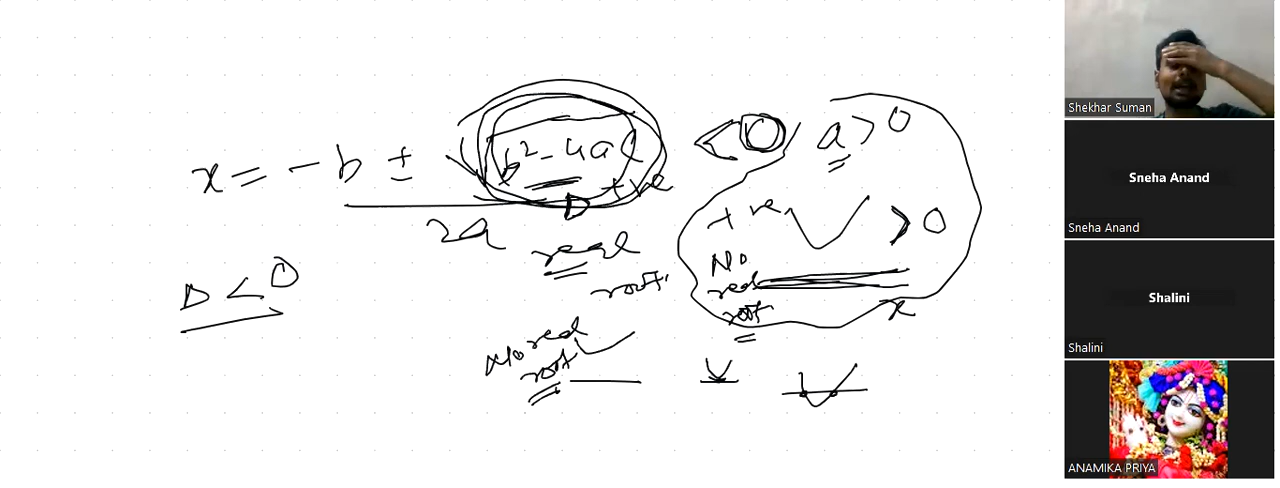 x = -b ± √b²-4ac
2a
D +ve
real
root
D < 0
< 0
a > 0
+ve > 0
No
real
root
x
No real
root
Shekhar Suman
Sneha Anand
Sneha Anand
Shalini
Shalini
ANAMIKA PRIYA